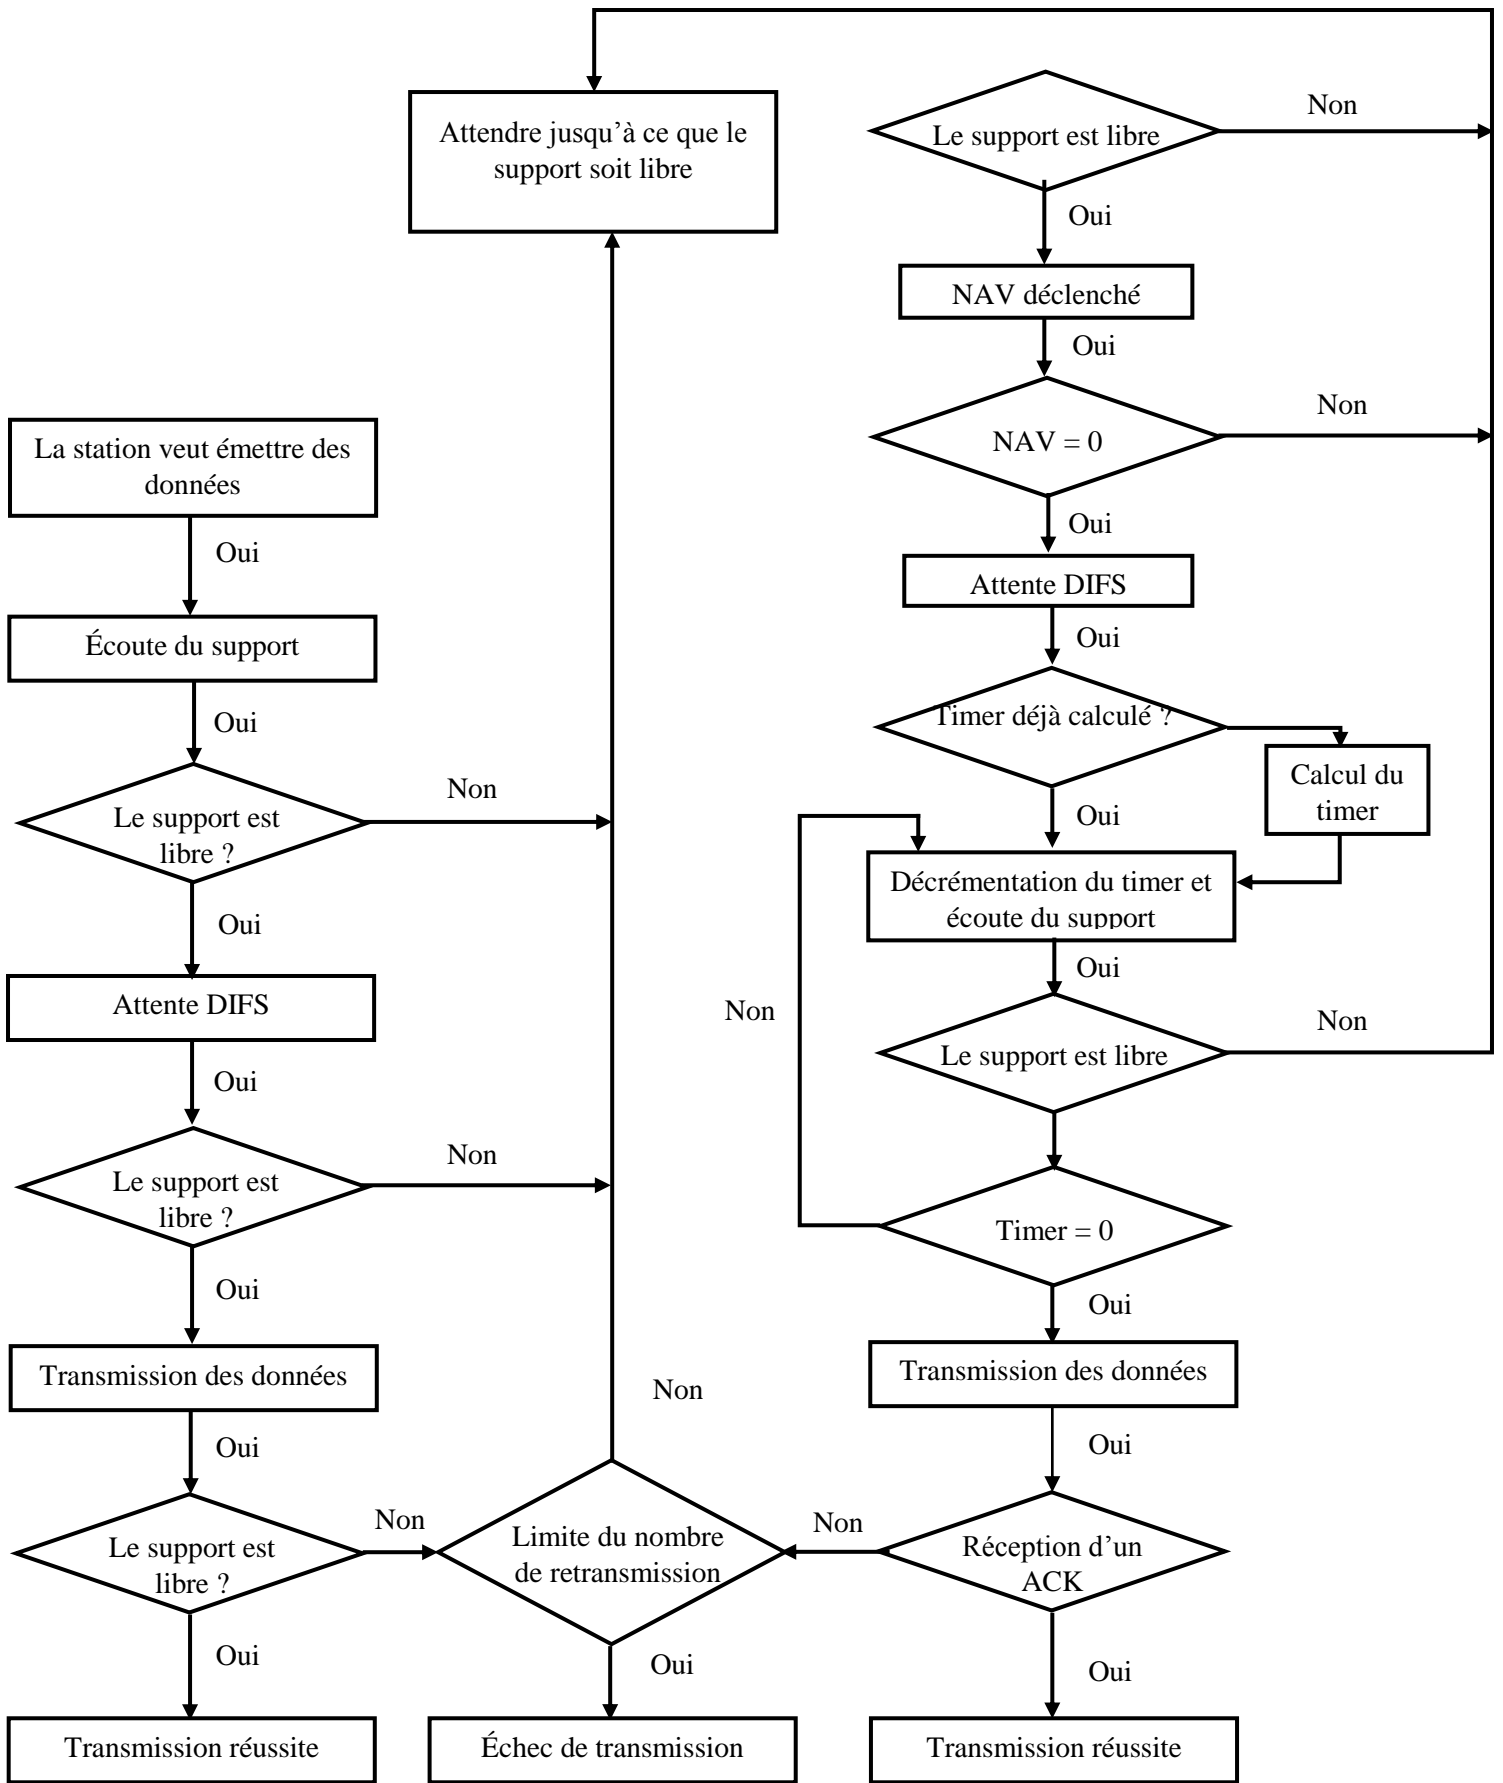 Attendre jusqu'à ce que le
support soit libre
Le support est libre
Non
Oui
NAV déclenché
Oui
NAV = 0
Non
Oui
Attente DIFS
Oui
Timer déjà calculé ?
Calcul du
timer
Oui
Décrémentation du timer et
écoute du support
Oui
Le support est libre
Non
Non
Timer = 0
Oui
Transmission des données
Oui
Réception d'un
ACK
Non
Oui
Transmission réussite
La station veut émettre des
données
Oui
Écoute du support
Oui
Le support est
libre ?
Non
Oui
Attente DIFS
Oui
Le support est
libre ?
Non
Oui
Transmission des données
Oui
Le support est
libre ?
Non
Oui
Transmission réussite
Non
Limite du nombre
de retransmission
Oui
Échec de transmission